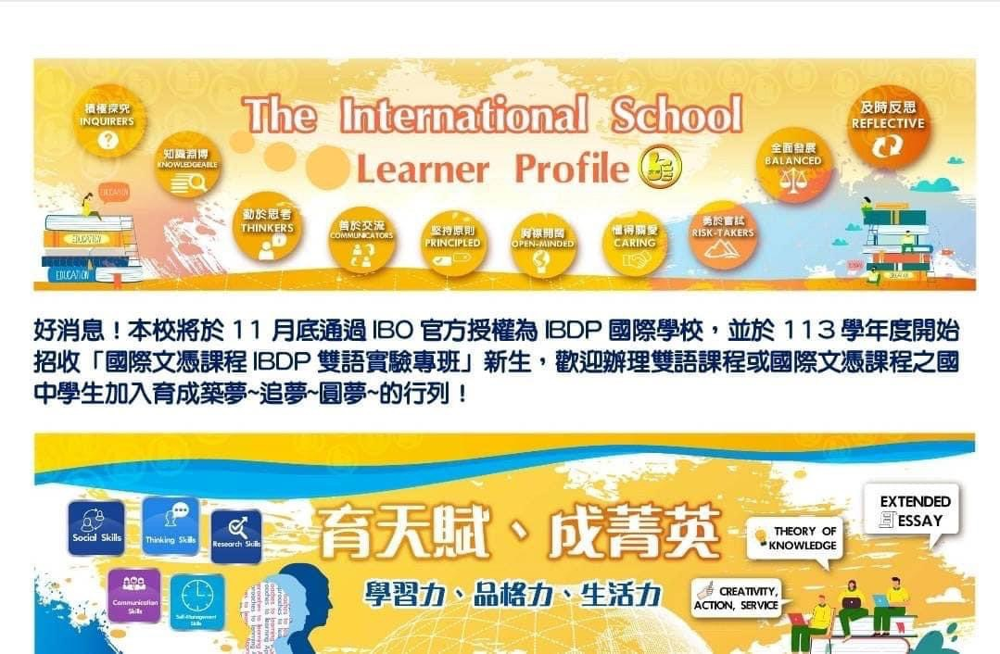 The International School
Learner Profile
積極探究
INQUIRERS
知識淵博
KNOWLEDGEABLE
勤於思考
THINKERS
善於交流
COMMUNICATORS
堅持原則
PRINCIPLED
胸襟開闊
OPEN-MINDED
懂得關愛
CARING
勇於嘗試
RISK-TAKERS
全面發展
BALANCED
及時反思
REFLECTIVE
EDUCATION
EDUCATION
EDUCATION
好消息！本校將於 11 月底通過 IBO 官方授權為 IBDP 國際學校，並於 113 學年度開始
招收「國際文憑課程 IBDP 雙語實驗專班」新生，歡迎辦理雙語課程或國際文憑課程之國
中學生加入育成築夢~追夢~圓夢~的行列！
育天賦、成菁英
學習力、品格力、生活力
Social Skills
Thinking Skills
Research Skills
Communication
Skills
Self-Management
Skills
EXTENDED
ESSAY
THEORY OF
KNOWLEDGE
CREATIVITY,
ACTION, SERVICE